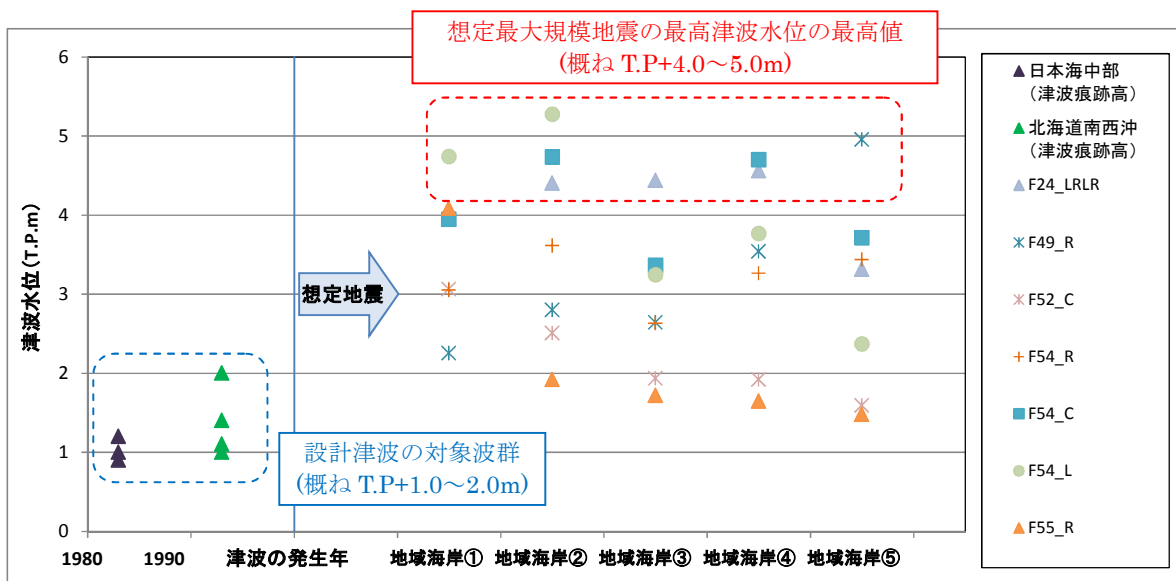 想定最大規模地震の最高津波水位の最高値
(概ね T.P+4.0～5.0m)
津波水位(T.P.m)
6
5
4
3
2
1
0
想定地震
設計津波の対象波群
(概ね T.P+1.0～2.0m)
1980
1990
津波の発生年
地域海岸①
地域海岸②
地域海岸③
地域海岸④
地域海岸⑤
日本海中部
（津波痕跡高）
北海道南西沖
（津波痕跡高）
F24_LRLR
F49_R
F52_C
F54_R
F54_C
F54_L
F55_R